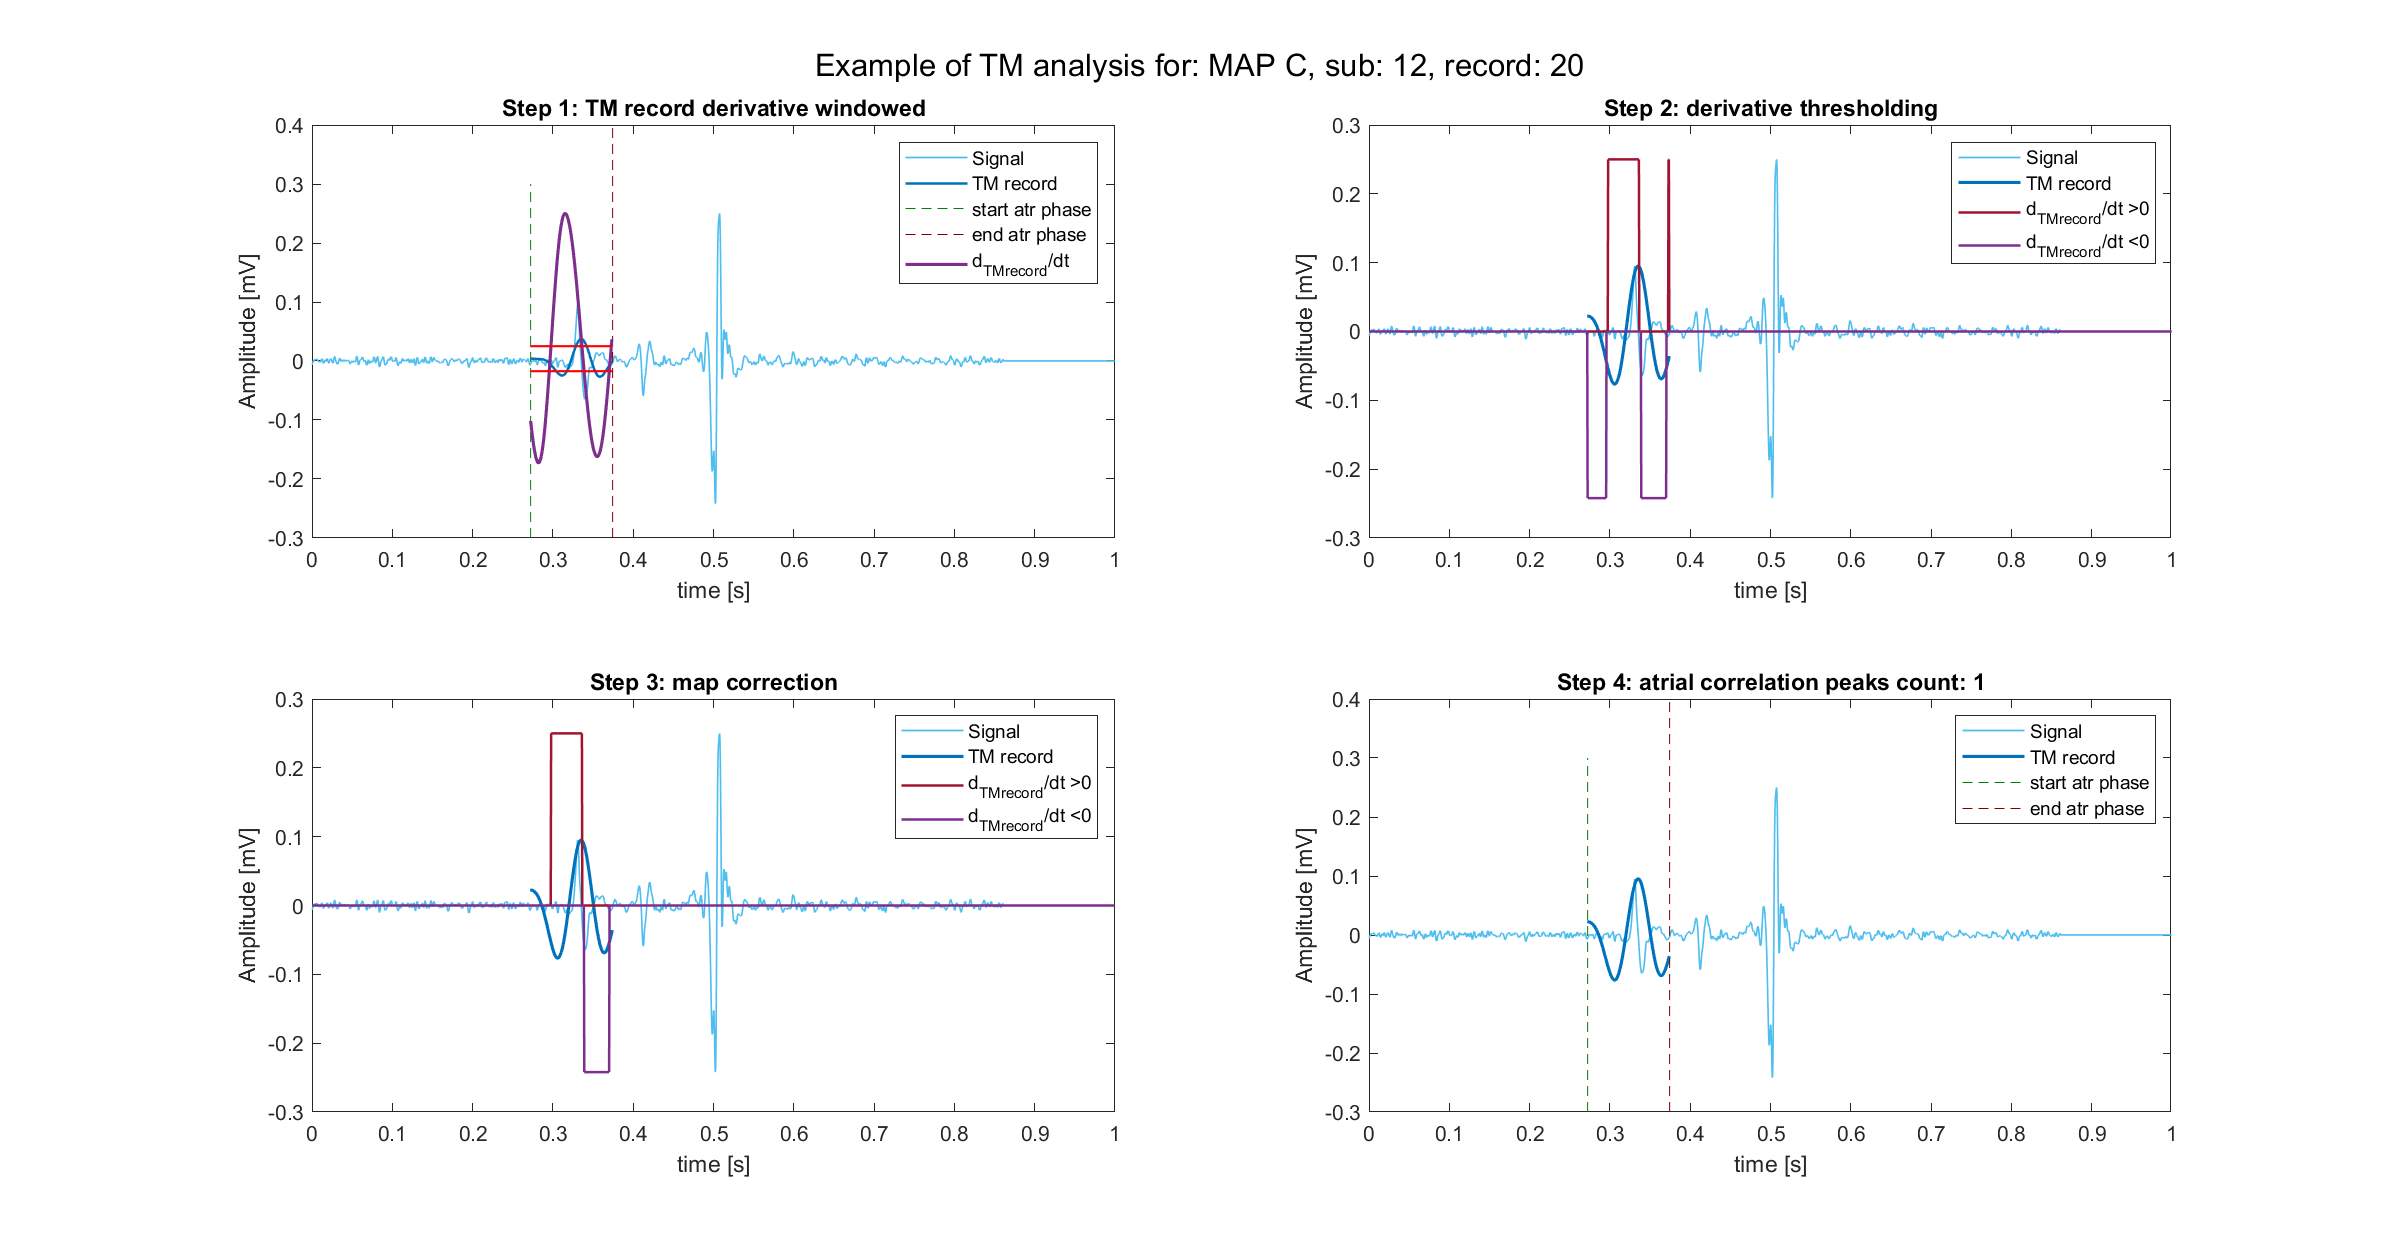 Example of TM analysis for: MAP C, sub: 12, record: 20
Step 1: TM record derivative windowed
0.4
0.3
0.2
0.1
0
-0.1
-0.2
-0.3
Amplitude [mV]
0 0.1 0.2 0.3 0.4 0.5 0.6 0.7 0.8 0.9 1
time [s]
Signal
TM record
start atr phase
end atr phase
dTMrecord/dt
Step 2: derivative thresholding
0.3
0.2
0.1
0
-0.1
-0.2
-0.3
Amplitude [mV]
0 0.1 0.2 0.3 0.4 0.5 0.6 0.7 0.8 0.9 1
time [s]
Signal
TM record
dTMrecord/dt >0
dTMrecord/dt <0
Step 3: map correction
0.3
0.2
0.1
0
-0.1
-0.2
-0.3
Amplitude [mV]
0 0.1 0.2 0.3 0.4 0.5 0.6 0.7 0.8 0.9 1
time [s]
Signal
TM record
dTMrecord/dt >0
dTMrecord/dt <0
Step 4: atrial correlation peaks count: 1
0.4
0.3
0.2
0.1
0
-0.1
-0.2
-0.3
Amplitude [mV]
0 0.1 0.2 0.3 0.4 0.5 0.6 0.7 0.8 0.9 1
time [s]
Signal
TM record
start atr phase
end atr phase